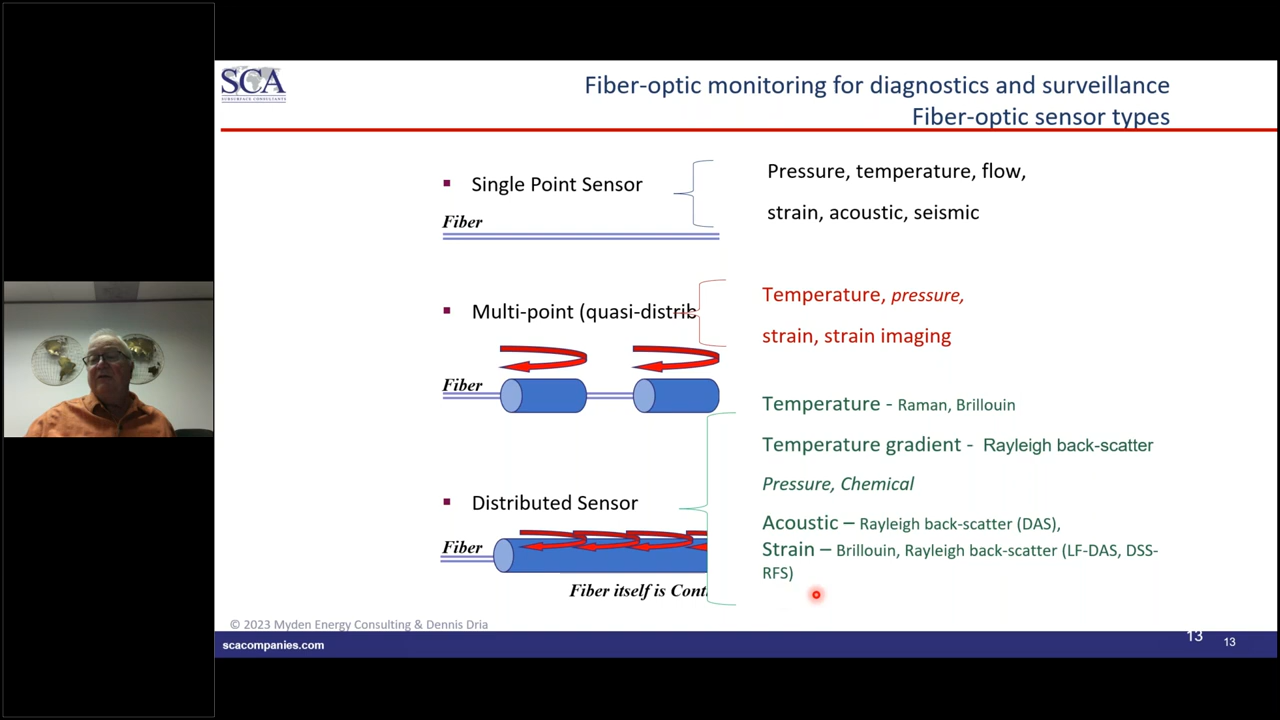 SCA
SUBSURFACE CONSULTANTS
Fiber-optic monitoring for diagnostics and surveillance
Fiber-optic sensor types
Single Point Sensor
Fiber
Pressure, temperature, flow,
strain, acoustic, seismic
Multi-point (quasi-distrib
Fiber
Temperature, pressure,
strain, strain imaging
Distributed Sensor
Fiber
Fiber itself is Cont
Temperature - Raman, Brillouin
Temperature gradient - Rayleigh back-scatter
Pressure, Chemical
Acoustic – Rayleigh back-scatter (DAS),
Strain – Brillouin, Rayleigh back-scatter (LF-DAS, DSS-
RFS)
© 2023 Myden Energy Consulting & Dennis Dria
scacompanies.com
13
13